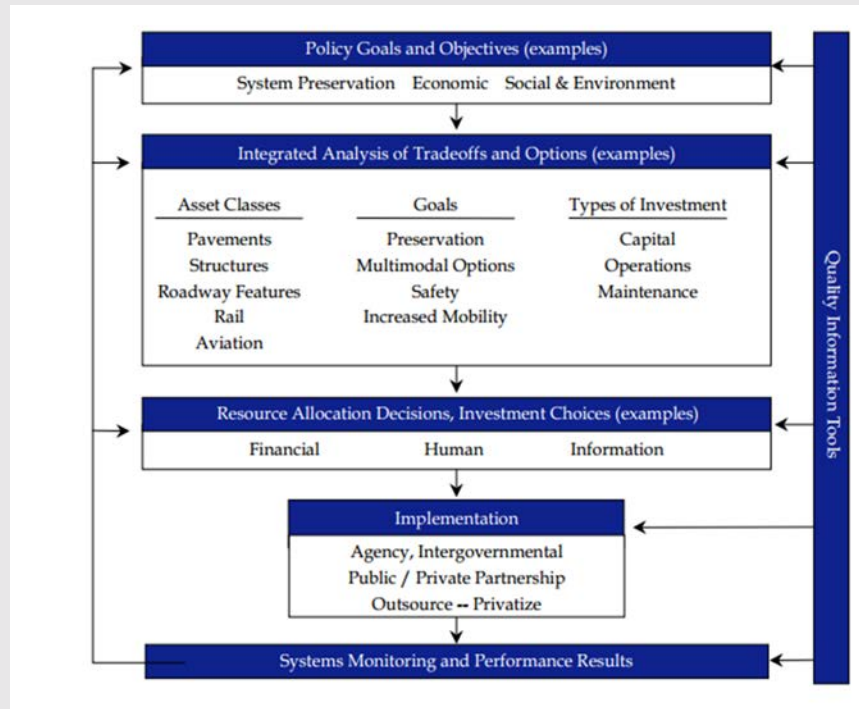 Policy Goals and Objectives (examples)
System Preservation Economic Social & Environment
Integrated Analysis of Tradeoffs and Options (examples)
Asset Classes
Pavements
Structures
Roadway Features
Rail
Aviation
Goals
Preservation
Multimodal Options
Safety
Increased Mobility
Types of Investment
Capital
Operations
Maintenance
Resource Allocation Decisions, Investment Choices (examples)
Financial Human Information
Implementation
Agency, Intergovernmental
Public / Private Partnership
Outsource -- Privatize
Systems Monitoring and Performance Results
Quality Information Tools